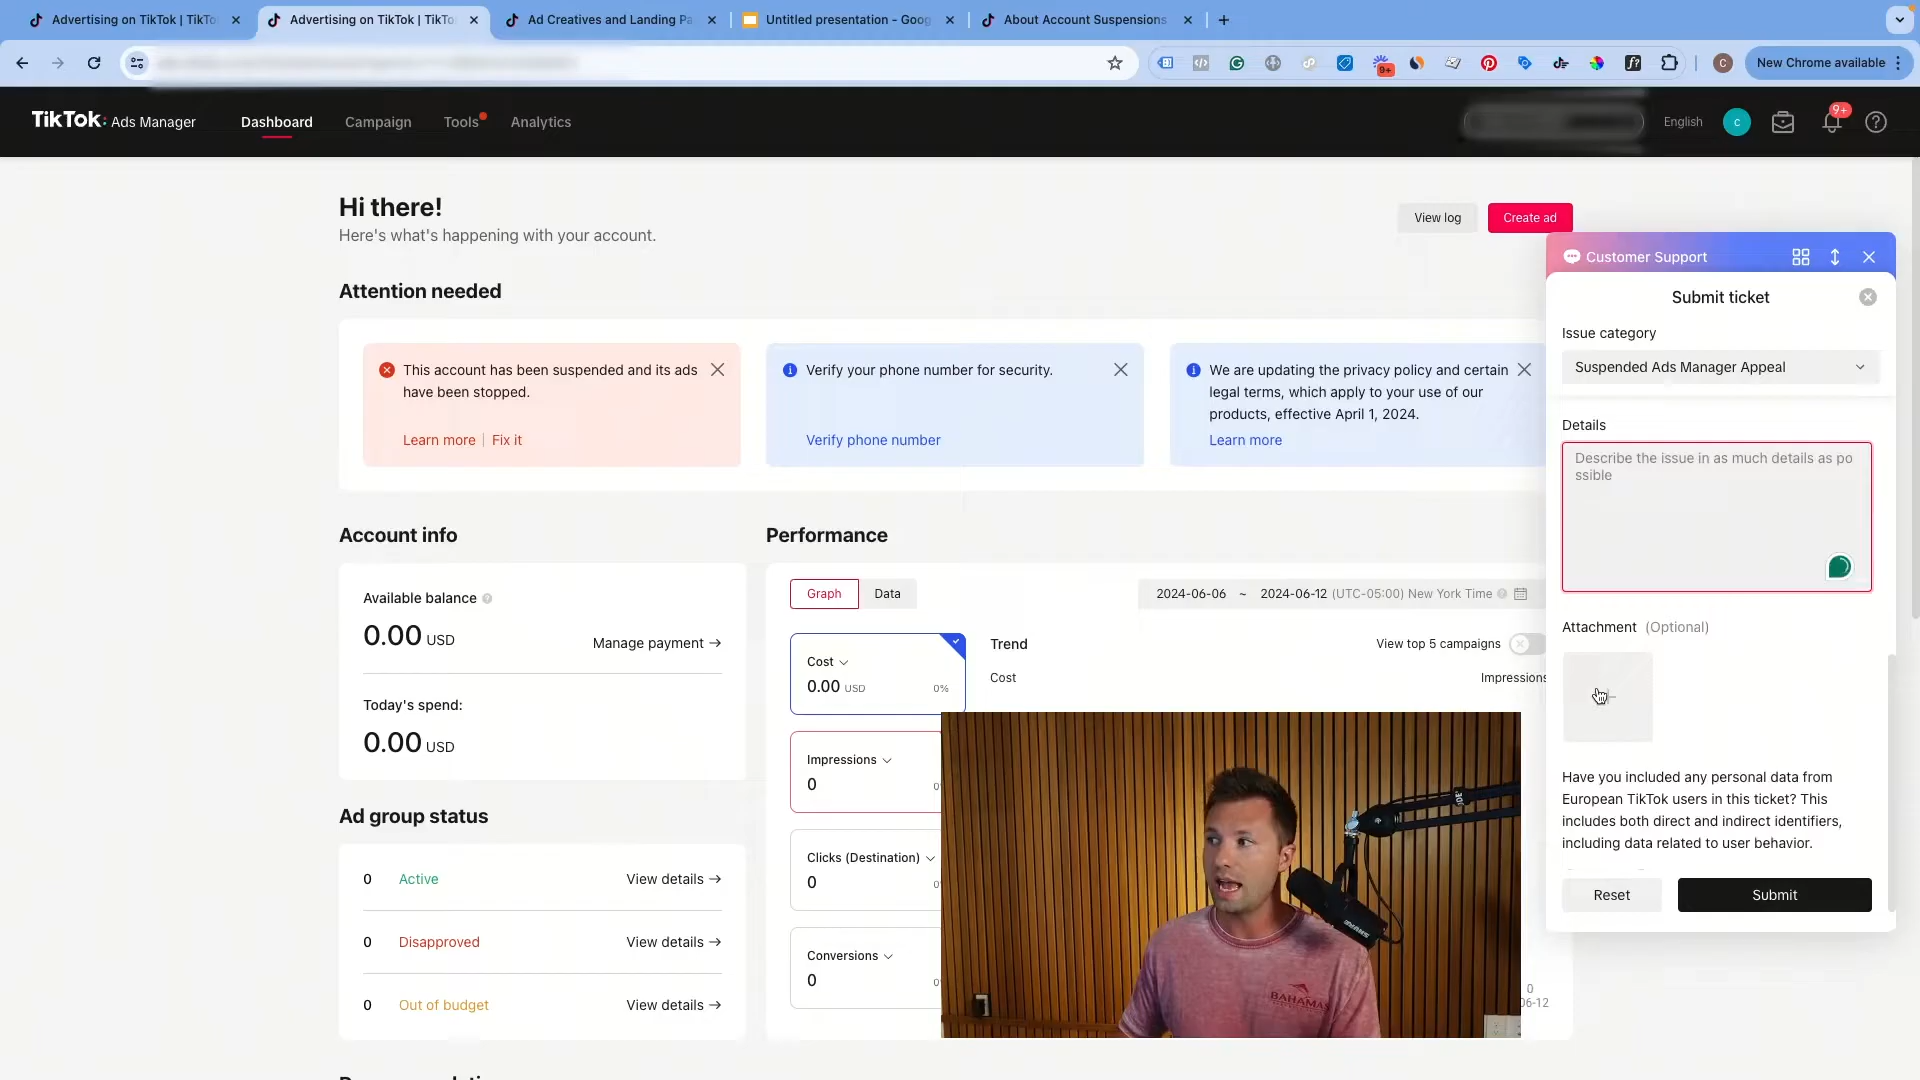 Advertising on TikTok | TikTo
Advertising on TikTok | TikTo
Ad Creatives and Landing Pa
Untitled presentation - Goog
About Account Suspensions
9+
C
New Chrome available
TikTok: Ads Manager
Dashboard
Campaign
Tools
Analytics
English
c
9+
Hi there!
Here's what's happening with your account.
View log
Create ad
Attention needed
This account has been suspended and its ads
have been stopped.
Learn more
Fix it
Verify your phone number for security.
Verify phone number
We are updating the privacy policy and certain
legal terms, which apply to your use of our
products, effective April 1, 2024.
Learn more
Account info
Available balance
0.00 USD
Manage payment →
Today's spend:
0.00 USD
Ad group status
0 Active View details →
0 Disapproved View details →
0 Out of budget View details →
Performance
Graph
Data
2024-06-06 ~ 2024-06-12 (UTC-05:00) New York Time
Cost
0.00 USD 0%
Impressions
0
Clicks (Destination)
0
Conversions
0
Trend
View top 5 campaigns
Cost
Impressions
0
06-12
BAHAMAS
Customer Support
Submit ticket
Issue category
Suspended Ads Manager Appeal
Details
Describe the issue in as much details as po
ssible
Attachment (Optional)
Have you included any personal data from
European TikTok users in this ticket? This
includes both direct and indirect identifiers,
including data related to user behavior.
Reset
Submit